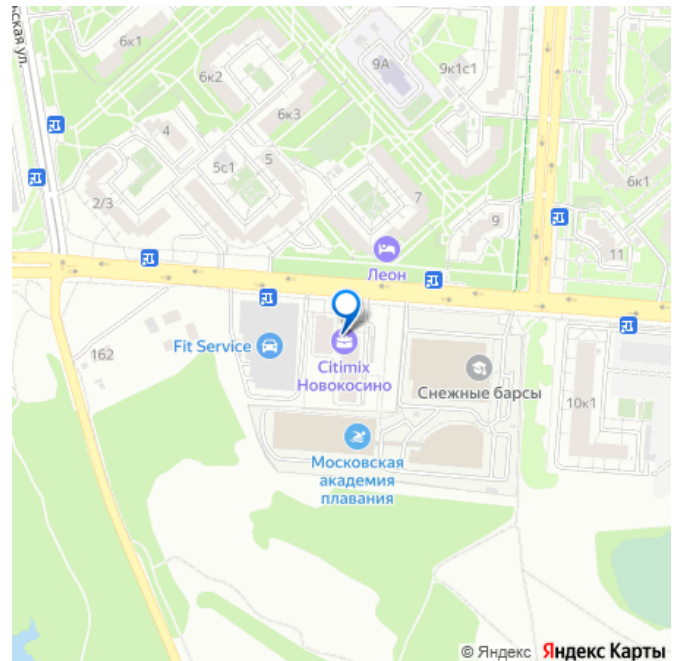 6к1
ьская ул.
9А
9к1с1
6к2
6к3
4
5
5с1
2/3
7
6к1
9
11
Леон
Fit Service
162
Citimix
Новокосино
Снежные барсы
10к1
Московская
академия
плавания
© Яндекс Яндекс Карты